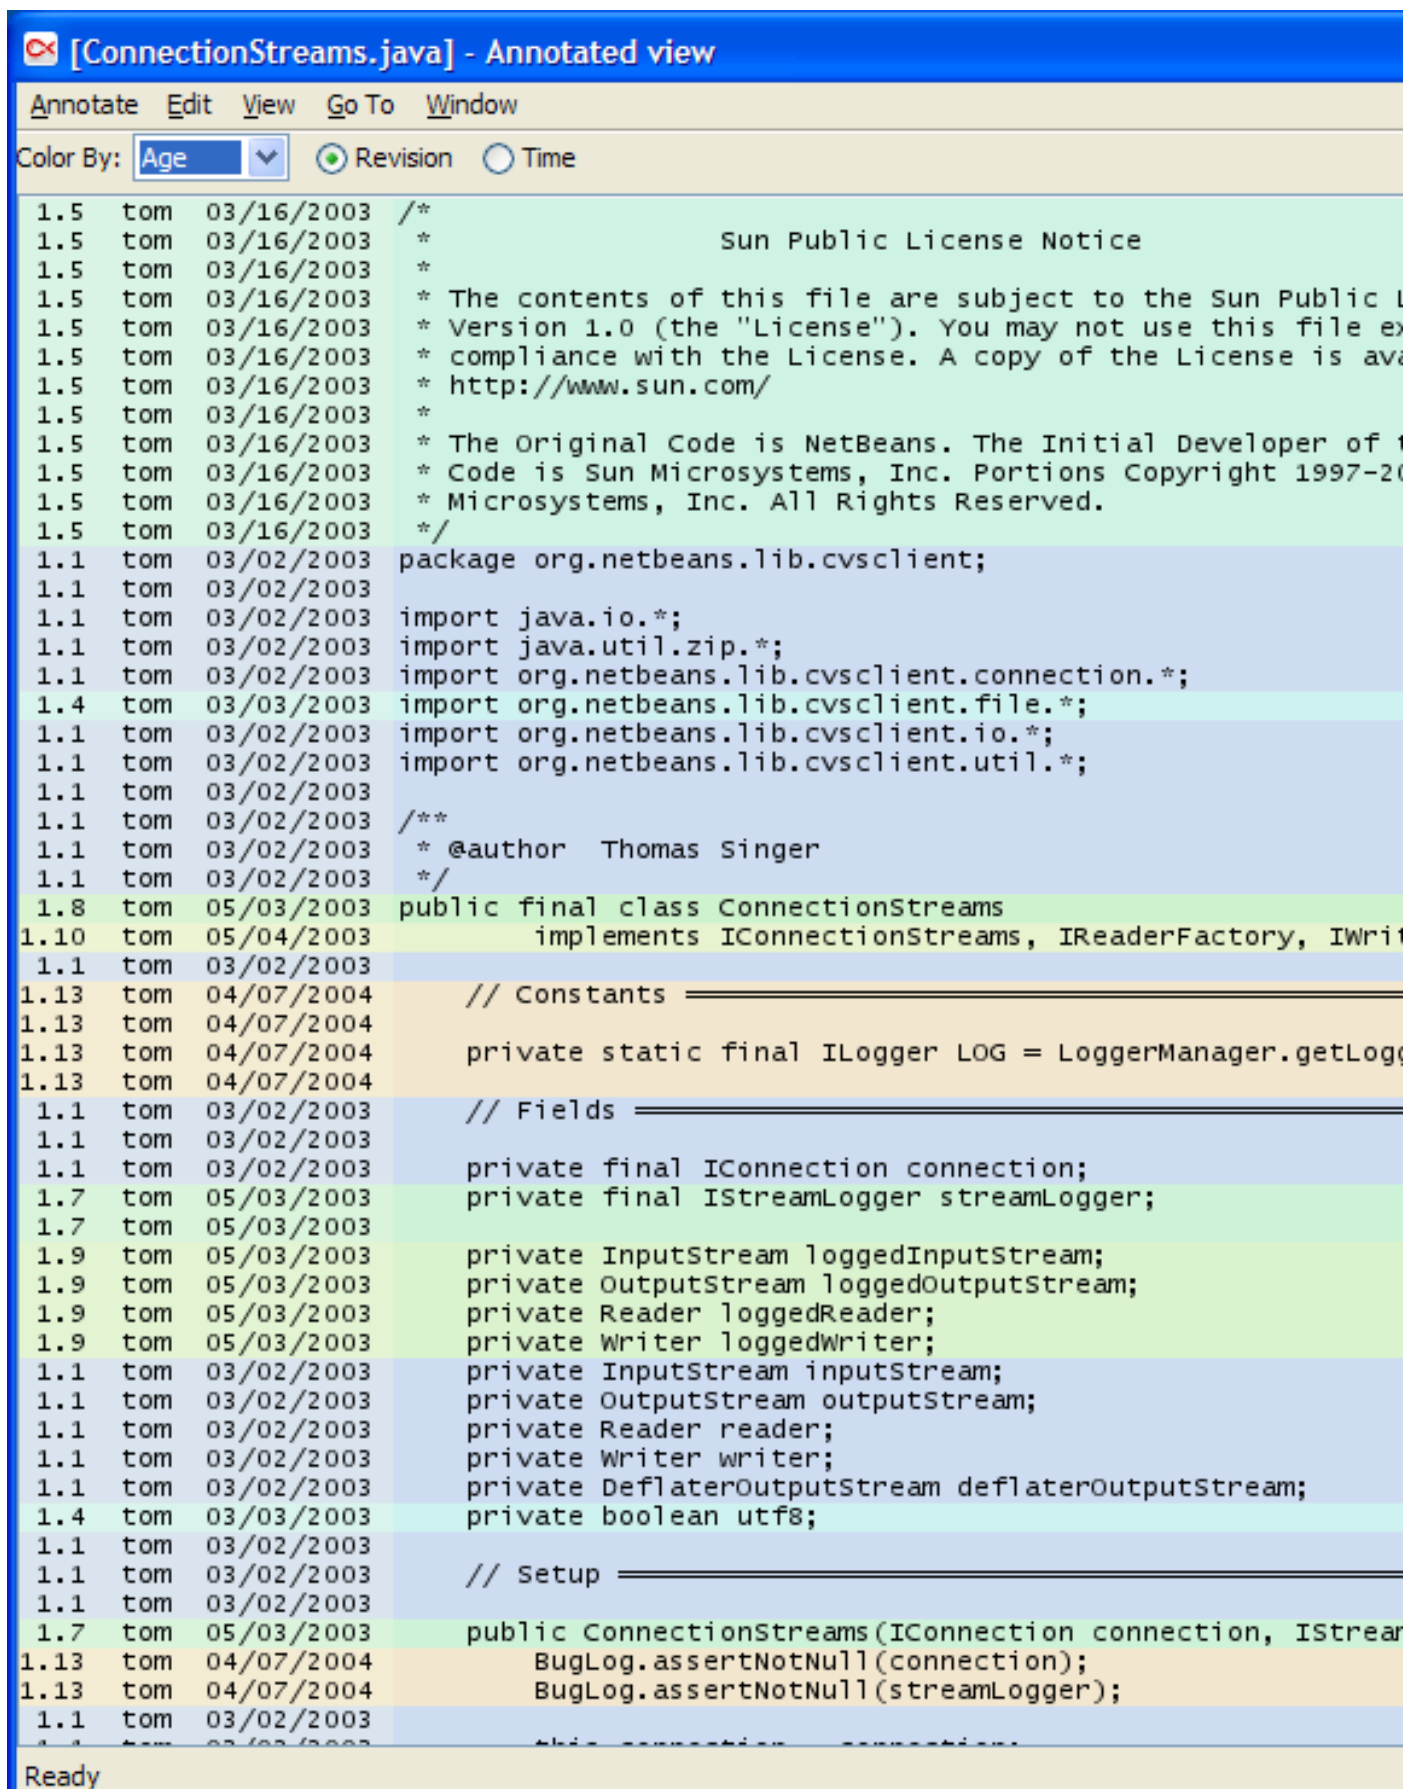 [ConnectionStreams.java] - Annotated view
Annotate Edit View Go To Window
Color By: Age Revision Time
1.5 tom 03/16/2003 /*
1.5 tom 03/16/2003 * Sun Public License Notice
1.5 tom 03/16/2003 *
1.5 tom 03/16/2003 * The contents of this file are subject to the Sun Public
1.5 tom 03/16/2003 * Version 1.0 (the "License"). You may not use this file
1.5 tom 03/16/2003 * compliance with the License. A copy of the License is
1.5 tom 03/16/2003 * http://www.sun.com/
1.5 tom 03/16/2003 *
1.5 tom 03/16/2003 * The Original Code is NetBeans. The Initial Developer of
1.5 tom 03/16/2003 * Code is Sun Microsystems, Inc. Portions Copyright
1.5 tom 03/16/2003 * Microsystems, Inc. All Rights Reserved.
1.5 tom 03/16/2003 */
1.1 tom 03/02/2003 package org.netbeans.lib.cvsclient;
1.1 tom 03/02/2003
1.1 tom 03/02/2003 import java.io.*;
1.1 tom 03/02/2003 import java.util.zip.*;
1.1 tom 03/02/2003 import org.netbeans.lib.cvsclient.connection.*;
1.4 tom 03/03/2003 import org.netbeans.lib.cvsclient.file.*;
1.1 tom 03/02/2003 import org.netbeans.lib.cvsclient.io.*;
1.1 tom 03/02/2003 import org.netbeans.lib.cvsclient.util.*;
1.1 tom 03/02/2003
1.1 tom 03/02/2003 /**
1.1 tom 03/02/2003 * @author Thomas Singer
1.1 tom 03/02/2003 */
1.8 tom 05/03/2003 public final class ConnectionStreams
1.10 tom 05/04/2003 implements IConnectionStreams, IReaderFactory,
1.1 tom 03/02/2003
1.13 tom 04/07/2004 // Constants ================
1.13 tom 04/07/2004
1.13 tom 04/07/2004 private static final ILogger LOG =
1.13 tom 04/07/2004
1.1 tom 03/02/2003 // Fields ================
1.1 tom 03/02/2003
1.1 tom 03/02/2003 private final IConnection connection;
1.7 tom 05/03/2003 private final IStreamLogger streamLogger;
1.7 tom 05/03/2003
1.9 tom 05/03/2003 private InputStream loggedInputStream;
1.9 tom 05/03/2003 private OutputStream loggedOutputStream;
1.9 tom 05/03/2003 private Reader loggedReader;
1.9 tom 05/03/2003 private Writer loggedWriter;
1.1 tom 03/02/2003 private InputStream inputStream;
1.1 tom 03/02/2003 private OutputStream outputStream;
1.1 tom 03/02/2003 private Reader reader;
1.1 tom 03/02/2003 private Writer writer;
1.1 tom 03/02/2003 private DeflaterOutputStream deflaterOutputStream;
1.4 tom 03/03/2003 private boolean utf8;
1.1 tom 03/02/2003
1.1 tom 03/02/2003 // Setup ================
1.1 tom 03/02/2003
1.7 tom 05/03/2003 public ConnectionStreams(IConnection connection,
1.13 tom 04/07/2004 BugLog.assertNotNull(connection);
1.13 tom 04/07/2004 BugLog.assertNotNull(streamLogger);
1.1 tom 03/02/2003
Ready